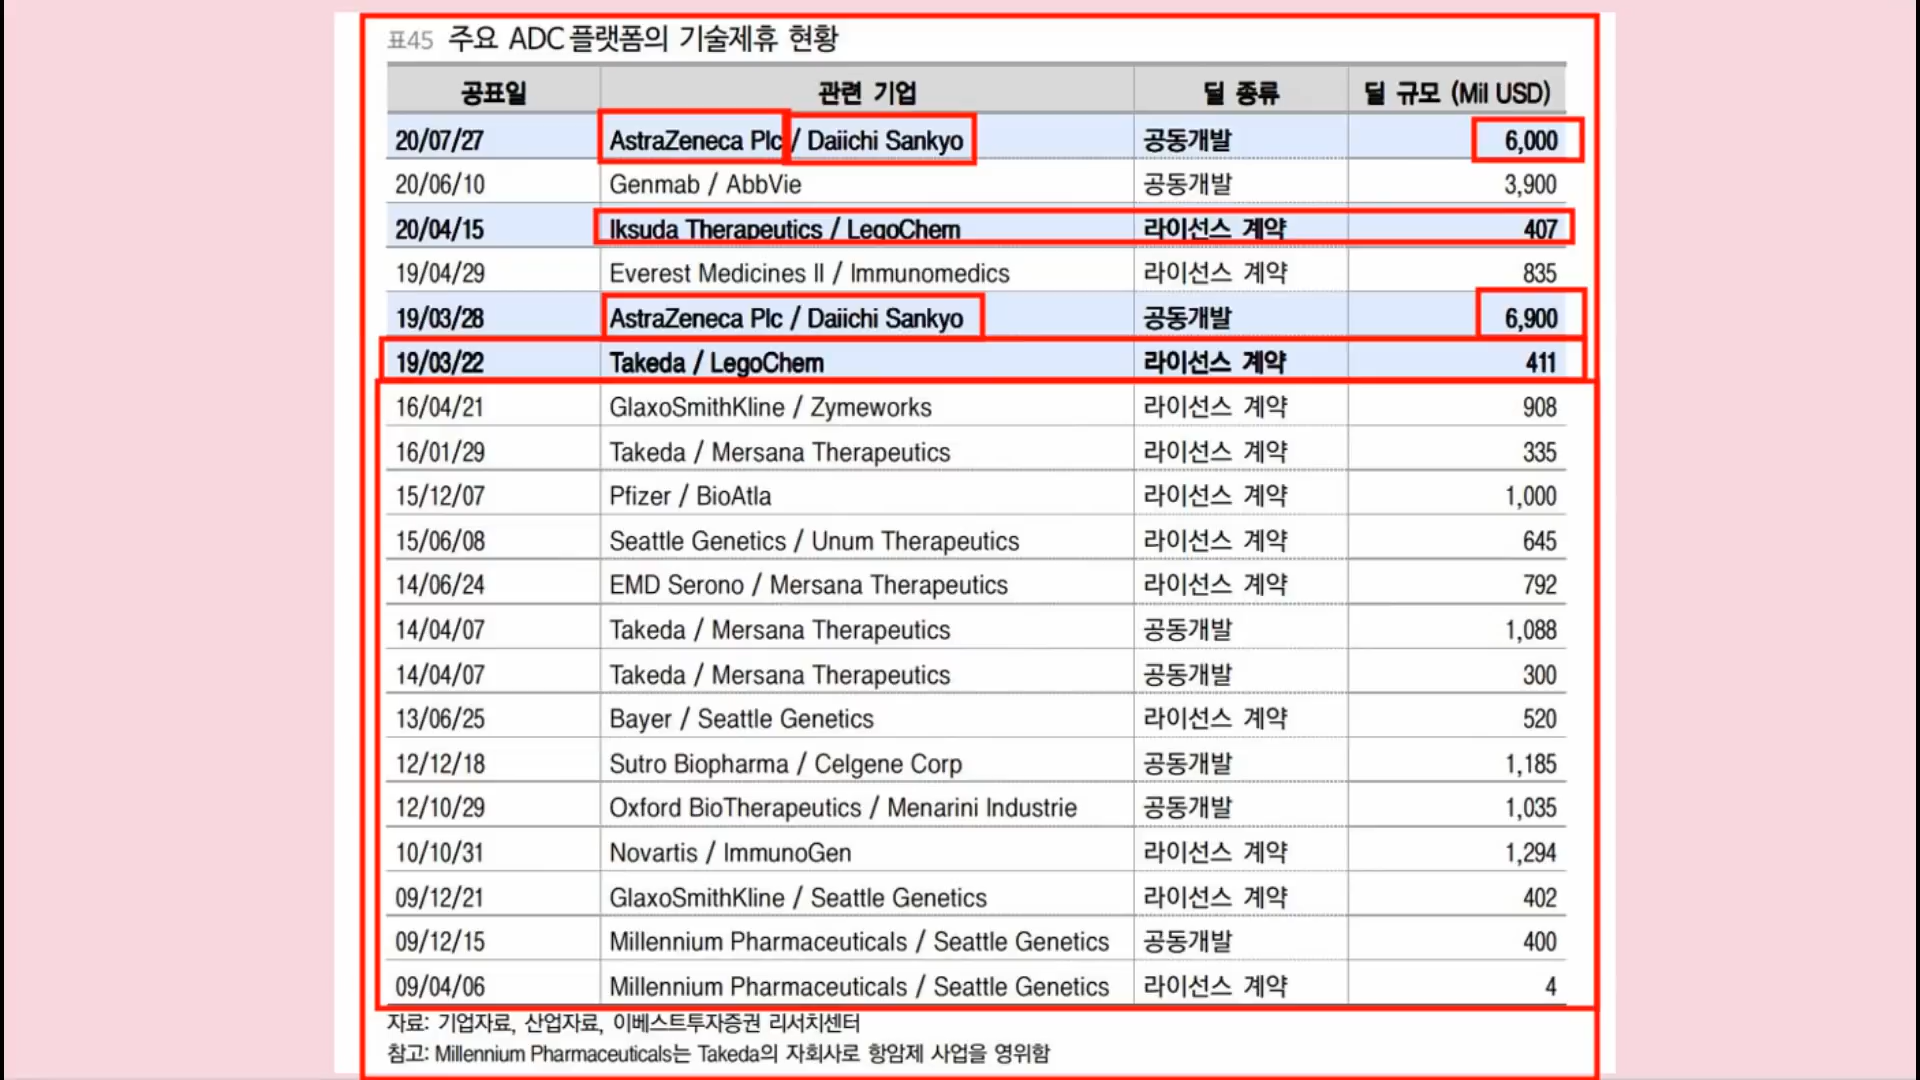 표45 주요 ADC 플랫폼의 기술제휴 현황
공표일 관련 기업 딜 종류 딜 규모 (Mil USD)
20/07/27 AstraZeneca Plc / Daiichi Sankyo 공동개발 6,000
20/06/10 Genmab / AbbVie 공동개발 3,900
20/04/15 Iksuda Therapeutics / LegoChem 라이선스 계약 407
19/04/29 Everest Medicines II / Immunomedics 라이선스 계약 835
19/03/28 AstraZeneca Plc / Daiichi Sankyo 공동개발 6,900
19/03/22 Takeda / LegoChem 라이선스 계약 411
16/04/21 GlaxoSmithKline / Zymeworks 라이선스 계약 908
16/01/29 Takeda / Mersana Therapeutics 라이선스 계약 335
15/12/07 Pfizer / BioAtla 라이선스 계약 1,000
15/06/08 Seattle Genetics / Unum Therapeutics 라이선스 계약 645
14/06/24 EMD Serono / Mersana Therapeutics 라이선스 계약 792
14/04/07 Takeda / Mersana Therapeutics 공동개발 1,088
14/04/07 Takeda / Mersana Therapeutics 공동개발 300
13/06/25 Bayer / Seattle Genetics 라이선스 계약 520
12/12/18 Sutro Biopharma / Celgene Corp 공동개발 1,185
12/10/29 Oxford BioTherapeutics / Menarini Industrie 공동개발 1,035
10/10/31 Novartis / ImmunoGen 라이선스 계약 1,294
09/12/21 GlaxoSmithKline / Seattle Genetics 라이선스 계약 402
09/12/15 Millennium Pharmaceuticals / Seattle Genetics 공동개발 400
09/04/06 Millennium Pharmaceuticals / Seattle Genetics 라이선스 계약 4
자료: 기업자료, 산업자료, 이베스트투자증권 리서치센터
참고: Millennium Pharmaceuticals는 Takeda의 자회사로 항암제 사업을 영위함